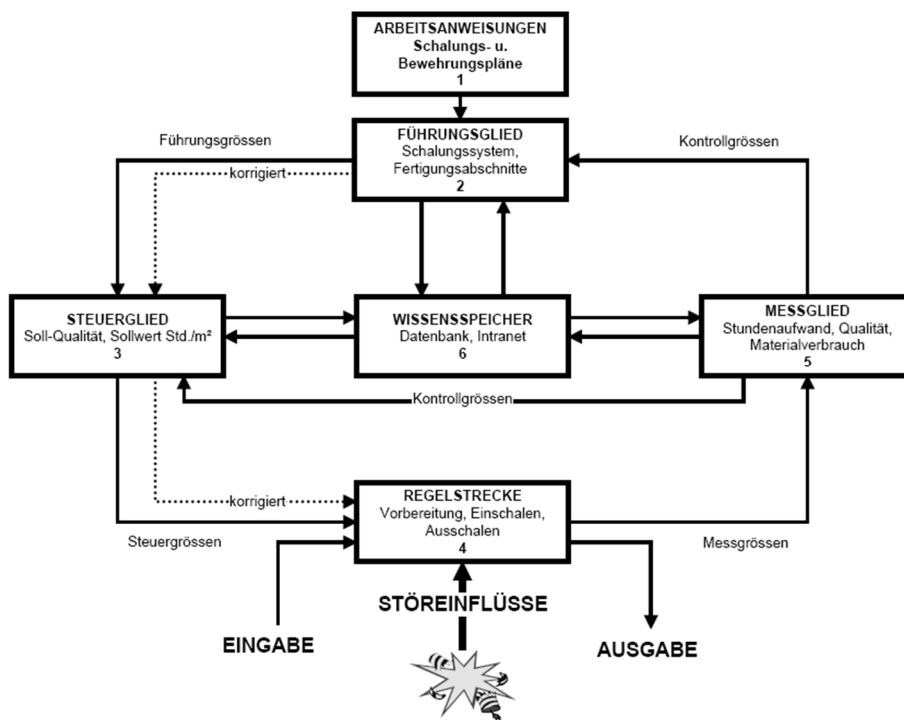 ARBEITSANWEISUNGEN
Schalungs- u.
Bewehrungspläne
1
Führungsgrössen
FÜHRUNGSGLIED
Schalungssystem,
Fertigungsabschnitte
2
Kontrollgrössen
korrigiert
STEUERGLIED
Soll-Qualität, Sollwert Std./m²
3
WISSENSSPEICHER
Datenbank, Intranet
6
MESSGLIED
Stundenaufwand, Qualität,
Materialverbrauch
5
Kontrollgrössen
korrigiert
REGELSTRECKE
Vorbereitung, Einschalen,
Ausschalen
4
Steuergrössen
Messgrössen
STÖREINFLÜSSE
EINGABE
AUSGABE